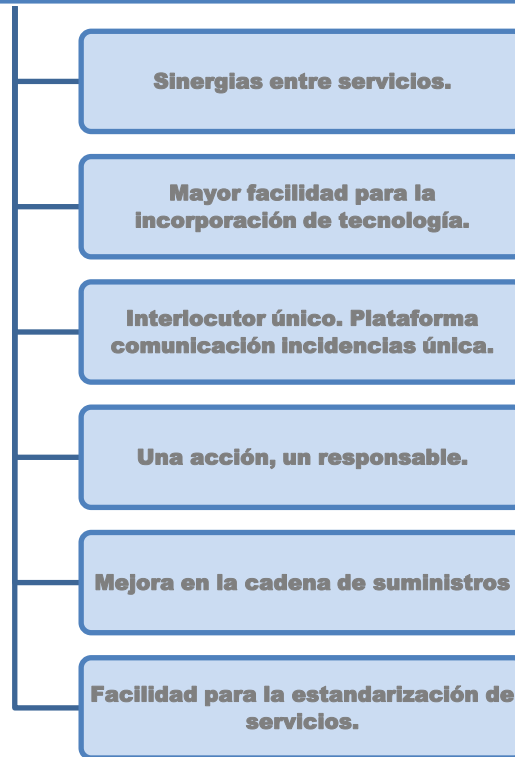 Sinergias entre servicios.
Mayor facilidad para la
incorporación de tecnología.
Interlocutor único. Plataforma
comunicación incidencias única.
Una acción, un responsable.
Mejora en la cadena de suministros
Facilidad para la estandarización de
servicios.